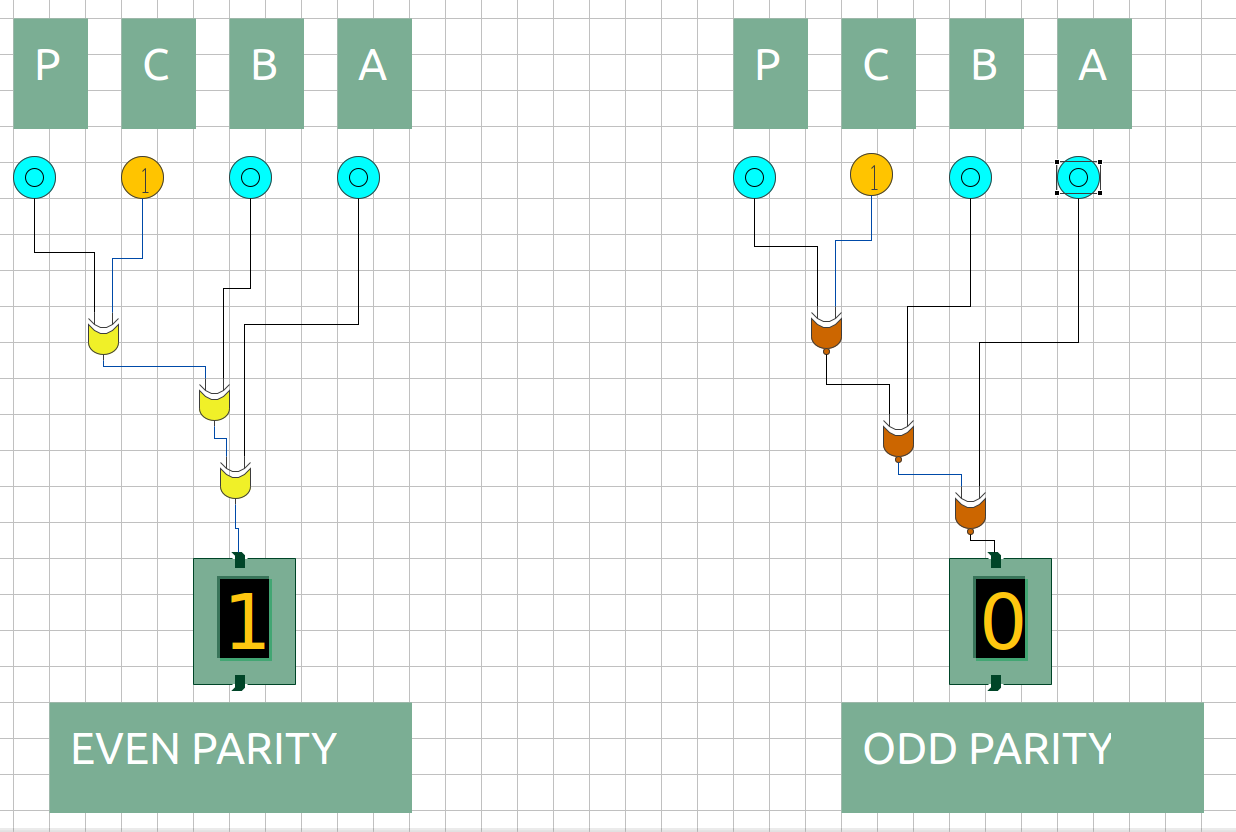 P C B A P C B A
1 1
1 0
EVEN PARITY ODD PARITY